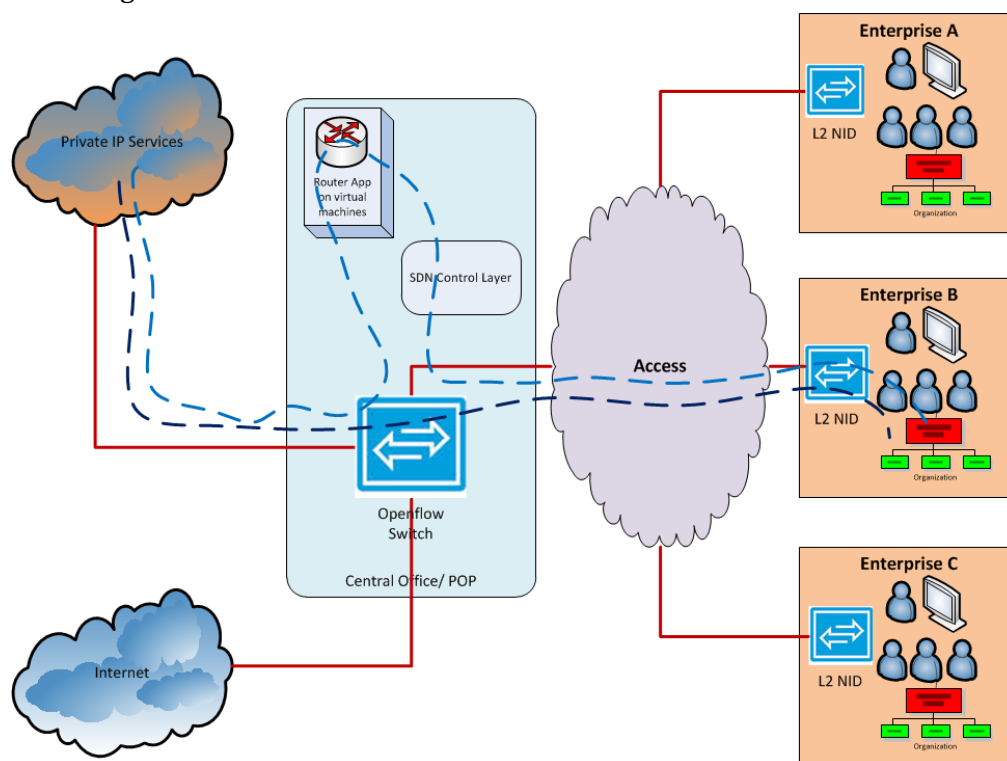 Private IP Services
Router App
on virtual
machines
SDN Control Layer
Openflow
Switch
Central Office/ POP
Internet
Access
Enterprise A
L2 NID
Organization
Enterprise B
L2 NID
Organization
Enterprise C
L2 NID
Organization